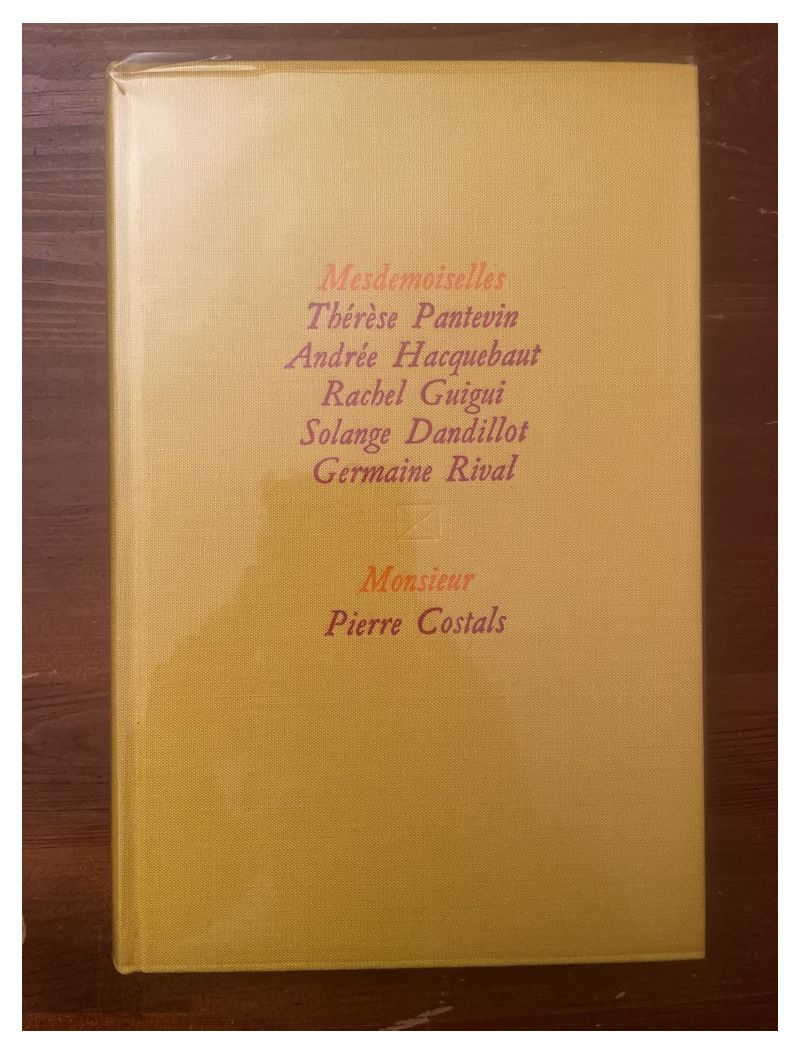 Mesdemoiselles
Thérèse Pantevin
Andrée Hacquebaut
Rachel Guigui
Solange Dandillot
Germaine Rival
Monsieur
Pierre Costals